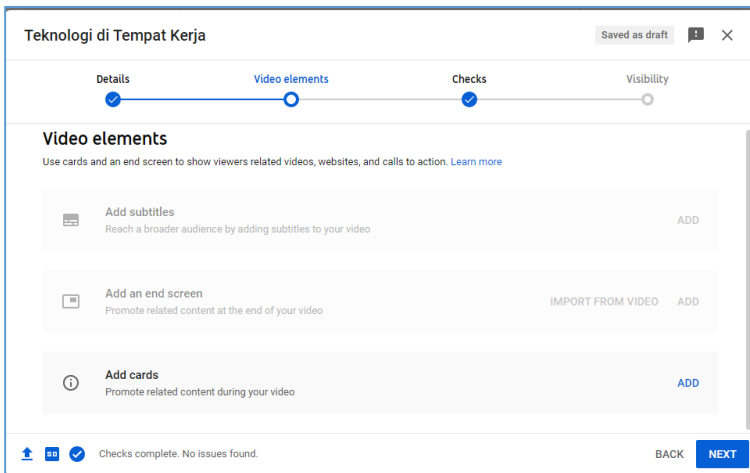 Teknologi di Tempat Kerja
Saved as draft
Details
Video elements
Checks
Visibility
Video elements
Use cards and an end screen to show viewers related videos, websites, and calls to action. Learn more
Add subtitles
Reach a broader audience by adding subtitles to your video
ADD
Add an end screen
Promote related content at the end of your video
IMPORT FROM VIDEO
ADD
Add cards
Promote related content during your video
ADD
SD
Checks complete. No issues found.
BACK
NEXT